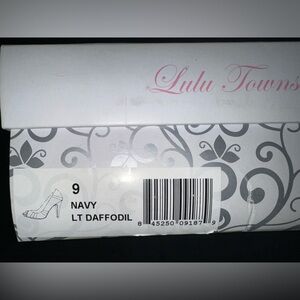 Lulu Towns
9
NAVY
LT DAFFODIL
8 45250 09187 9